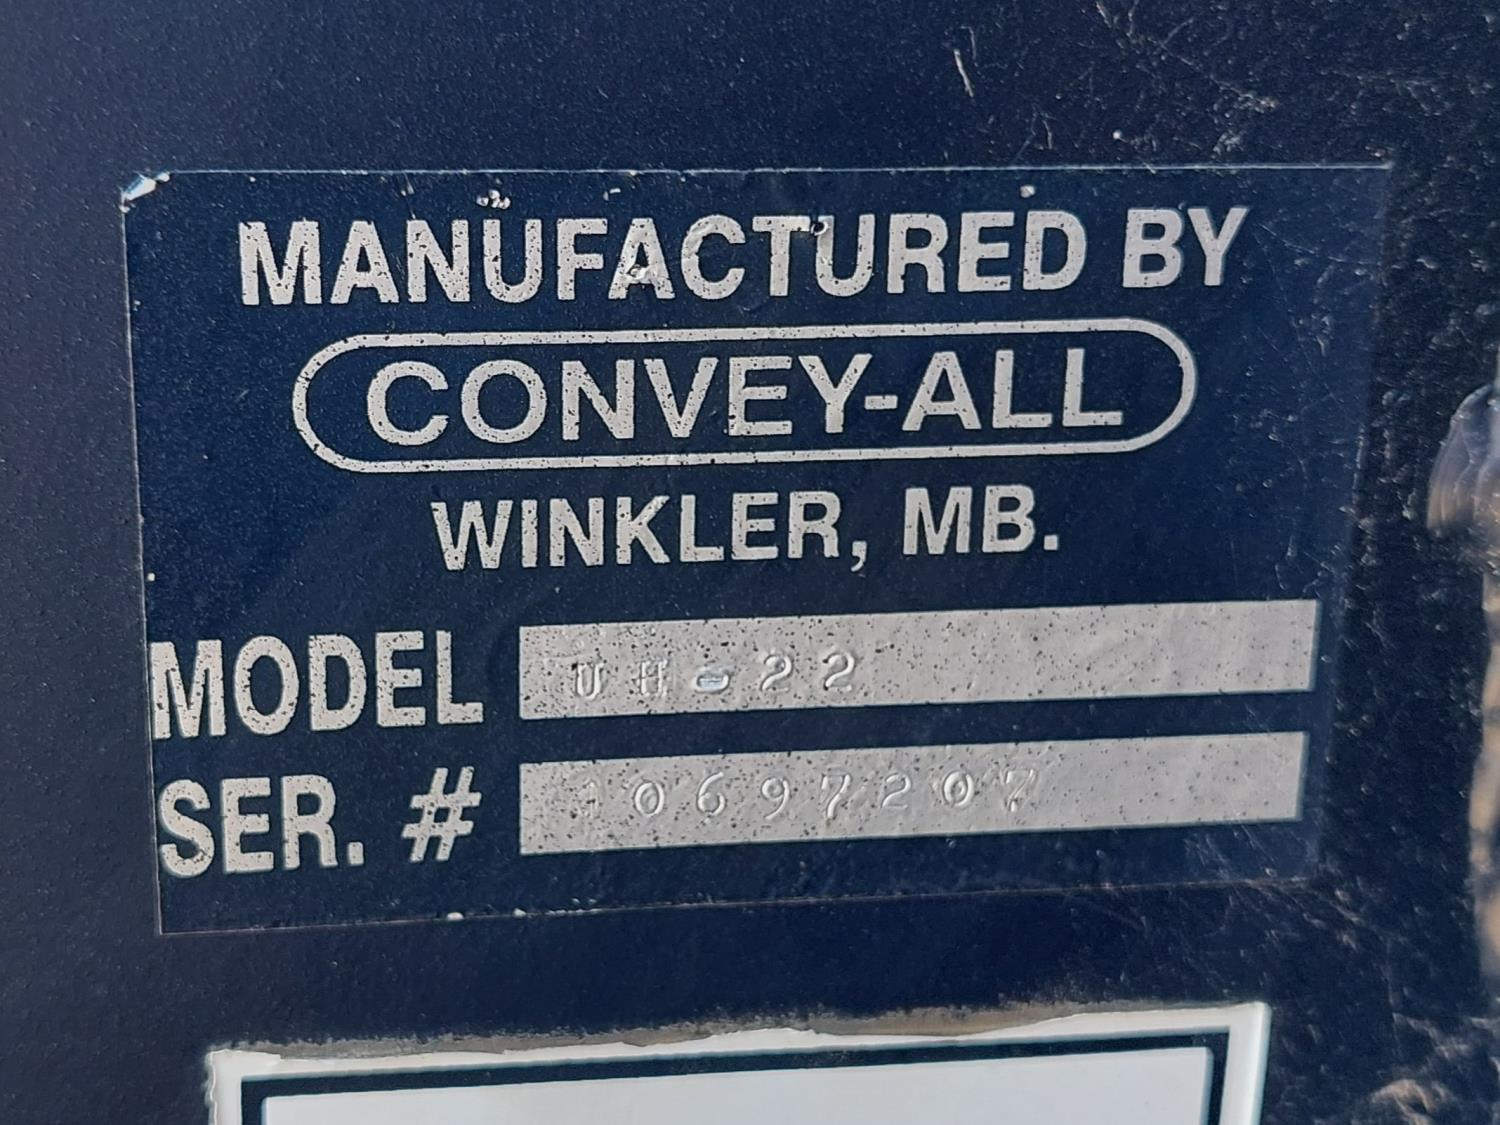 MANUFACTURED BY
CONVEY-ALL
WINKLER, MB.
MODEL UH-22
SER. # 10697207